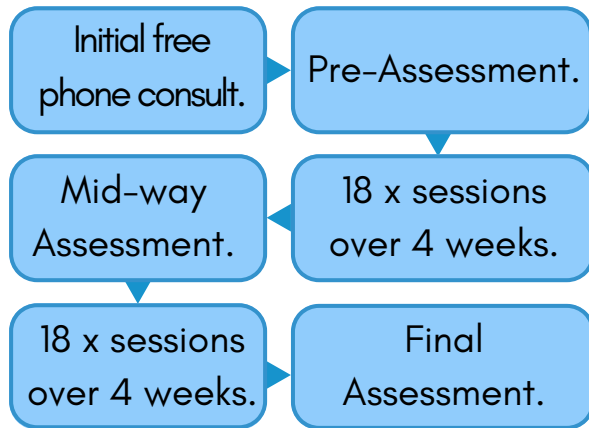 Initial free
phone consult.
Pre-Assessment.
18 x sessions
over 4 weeks.
Mid-way
Assessment.
18 x sessions
over 4 weeks.
Final
Assessment.